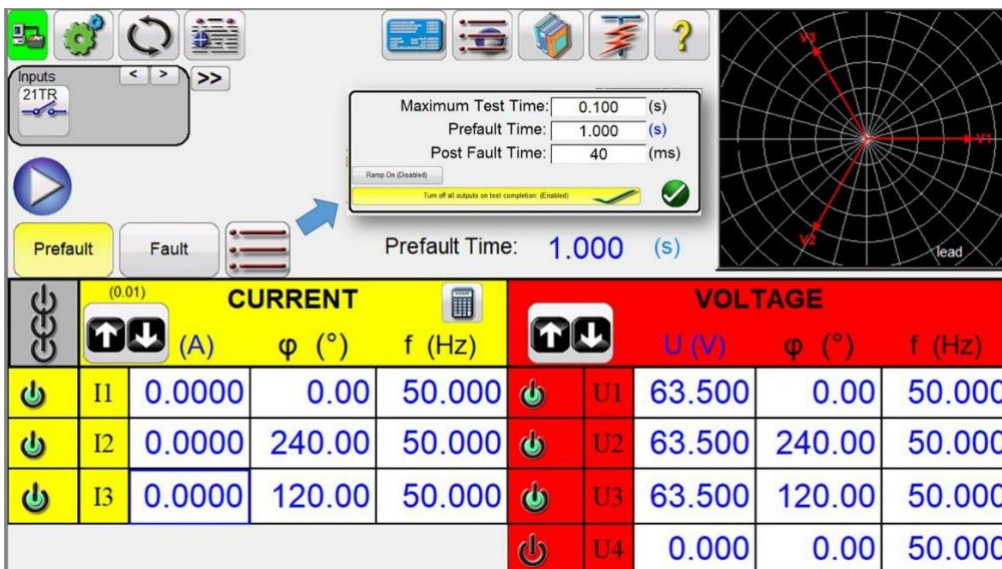 Inputs
< >
>>
21TR
Maximum Test Time: 0.100 (s)
Prefault Time: 1.000 (s)
Post Fault Time: 40 (ms)
Ramp On (Disabled)
Turn off all outputs on test completion: (Enabled)
Prefault
Fault
Prefault Time: 1.000 (s)
V3
V1
V2
lead
(0.01) CURRENT VOLTAGE
(A) φ (°) f (Hz) U (V) φ (°) f (Hz)
I1 0.0000 0.00 50.000 U1 63.500 0.00 50.000
I2 0.0000 240.00 50.000 U2 63.500 240.00 50.000
I3 0.0000 120.00 50.000 U3 63.500 120.00 50.000
U4 0.000 0.00 50.000